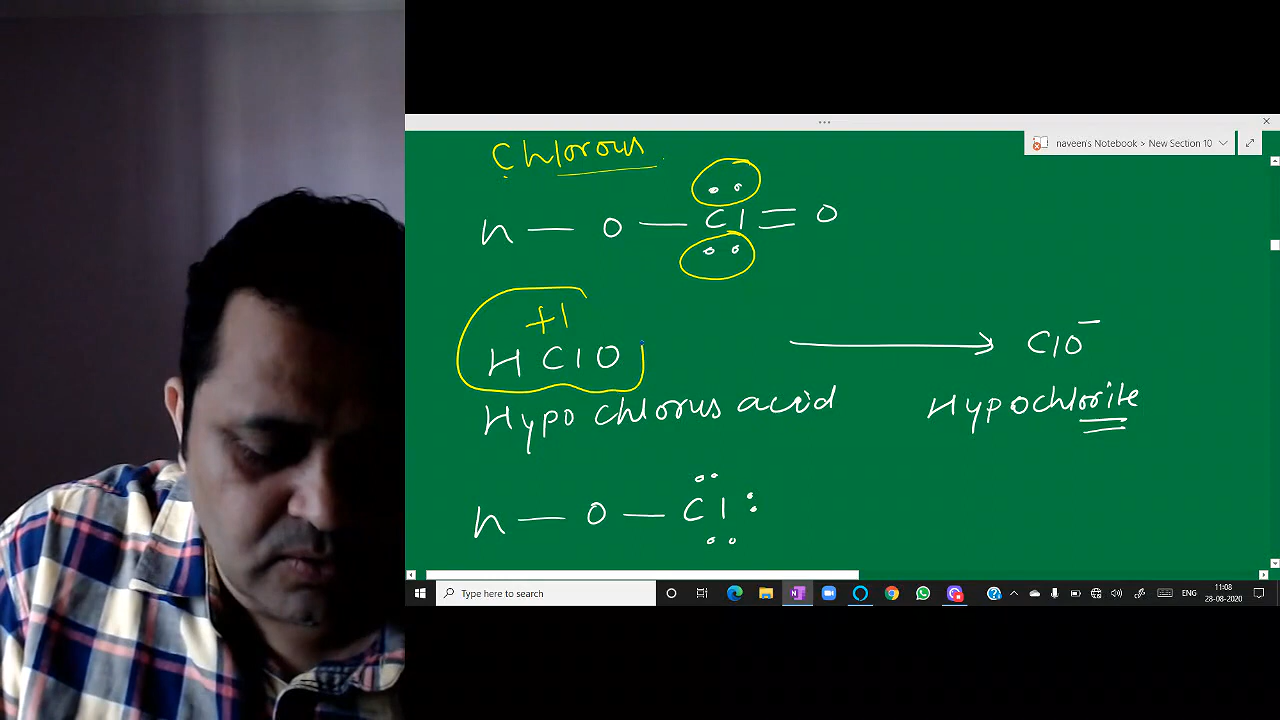 naveen's Notebook > New Section 10
Chlorous
H — O — Cl = O
+1
HClO → ClO⁻
Hypo chlorus acid Hypochlorite
H — O — Cl
Type here to search
ENG
11:08
28-08-2020